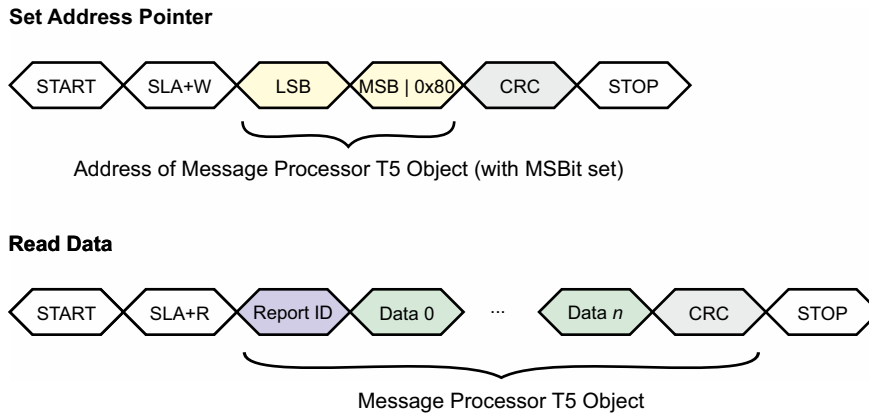 Set Address Pointer
START SLA+W LSB MSB | 0x80 CRC STOP
Address of Message Processor T5 Object (with MSBit set)
Read Data
START SLA+R Report ID Data 0 ... Data n CRC STOP
Message Processor T5 Object